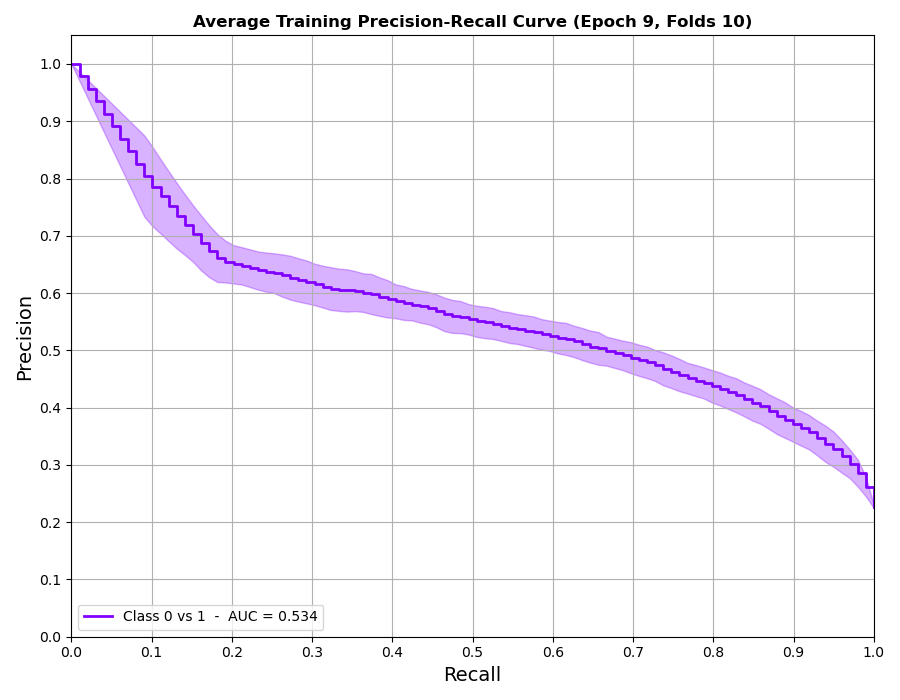 Average Training Precision-Recall Curve (Epoch 9, Folds 10)
Precision
1.0
0.9
0.8
0.7
0.6
0.5
0.4
0.3
0.2
0.1
0.0
Class 0 vs 1 - AUC = 0.534
0.0 0.1 0.2 0.3 0.4 0.5 0.6 0.7 0.8 0.9 1.0
Recall